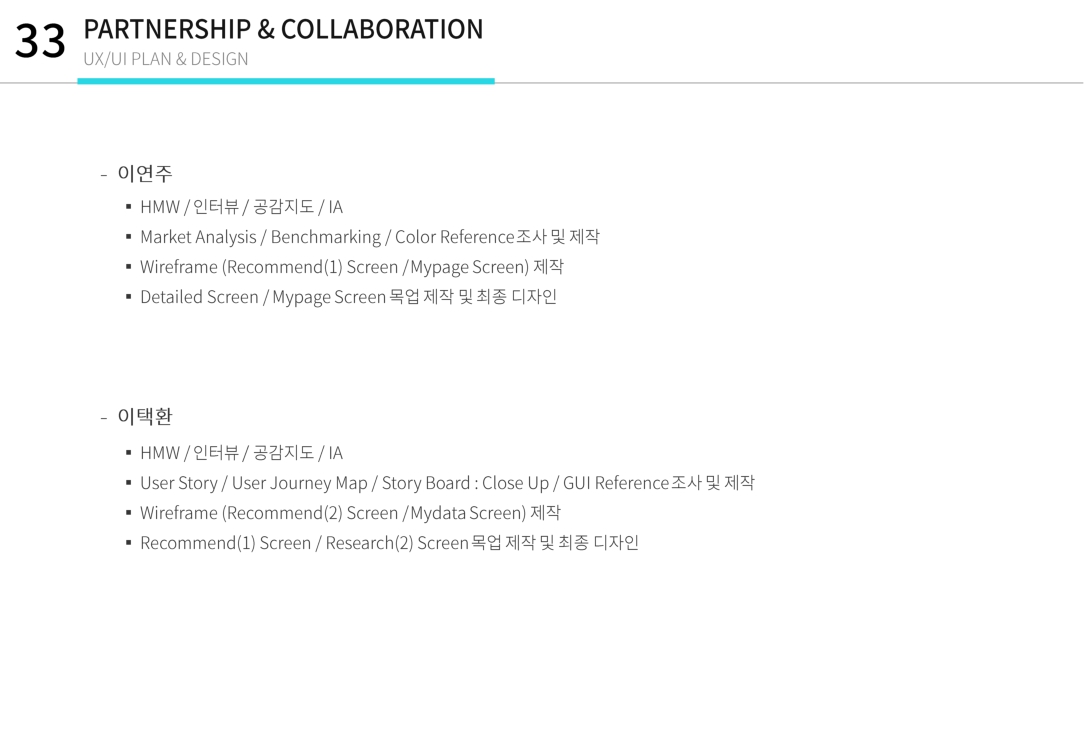 33
PARTNERSHIP & COLLABORATION
UX/UI PLAN & DESIGN
- 이연주
▪ HMW / 인터뷰 / 공감지도 / IA
▪ Market Analysis / Benchmarking / Color Reference조사 및 제작
▪ Wireframe (Recommend(1) Screen / Mypage Screen) 제작
▪ Detailed Screen / Mypage Screen 목업 제작 및 최종 디자인
- 이택환
▪ HMW / 인터뷰 / 공감지도 / IA
▪ User Story / User Journey Map / Story Board : Close Up / GUI Reference조사 및 제작
▪ Wireframe (Recommend(2) Screen / Mydata Screen) 제작
▪ Recommend(1) Screen / Research(2) Screen 목업 제작 및 최종 디자인